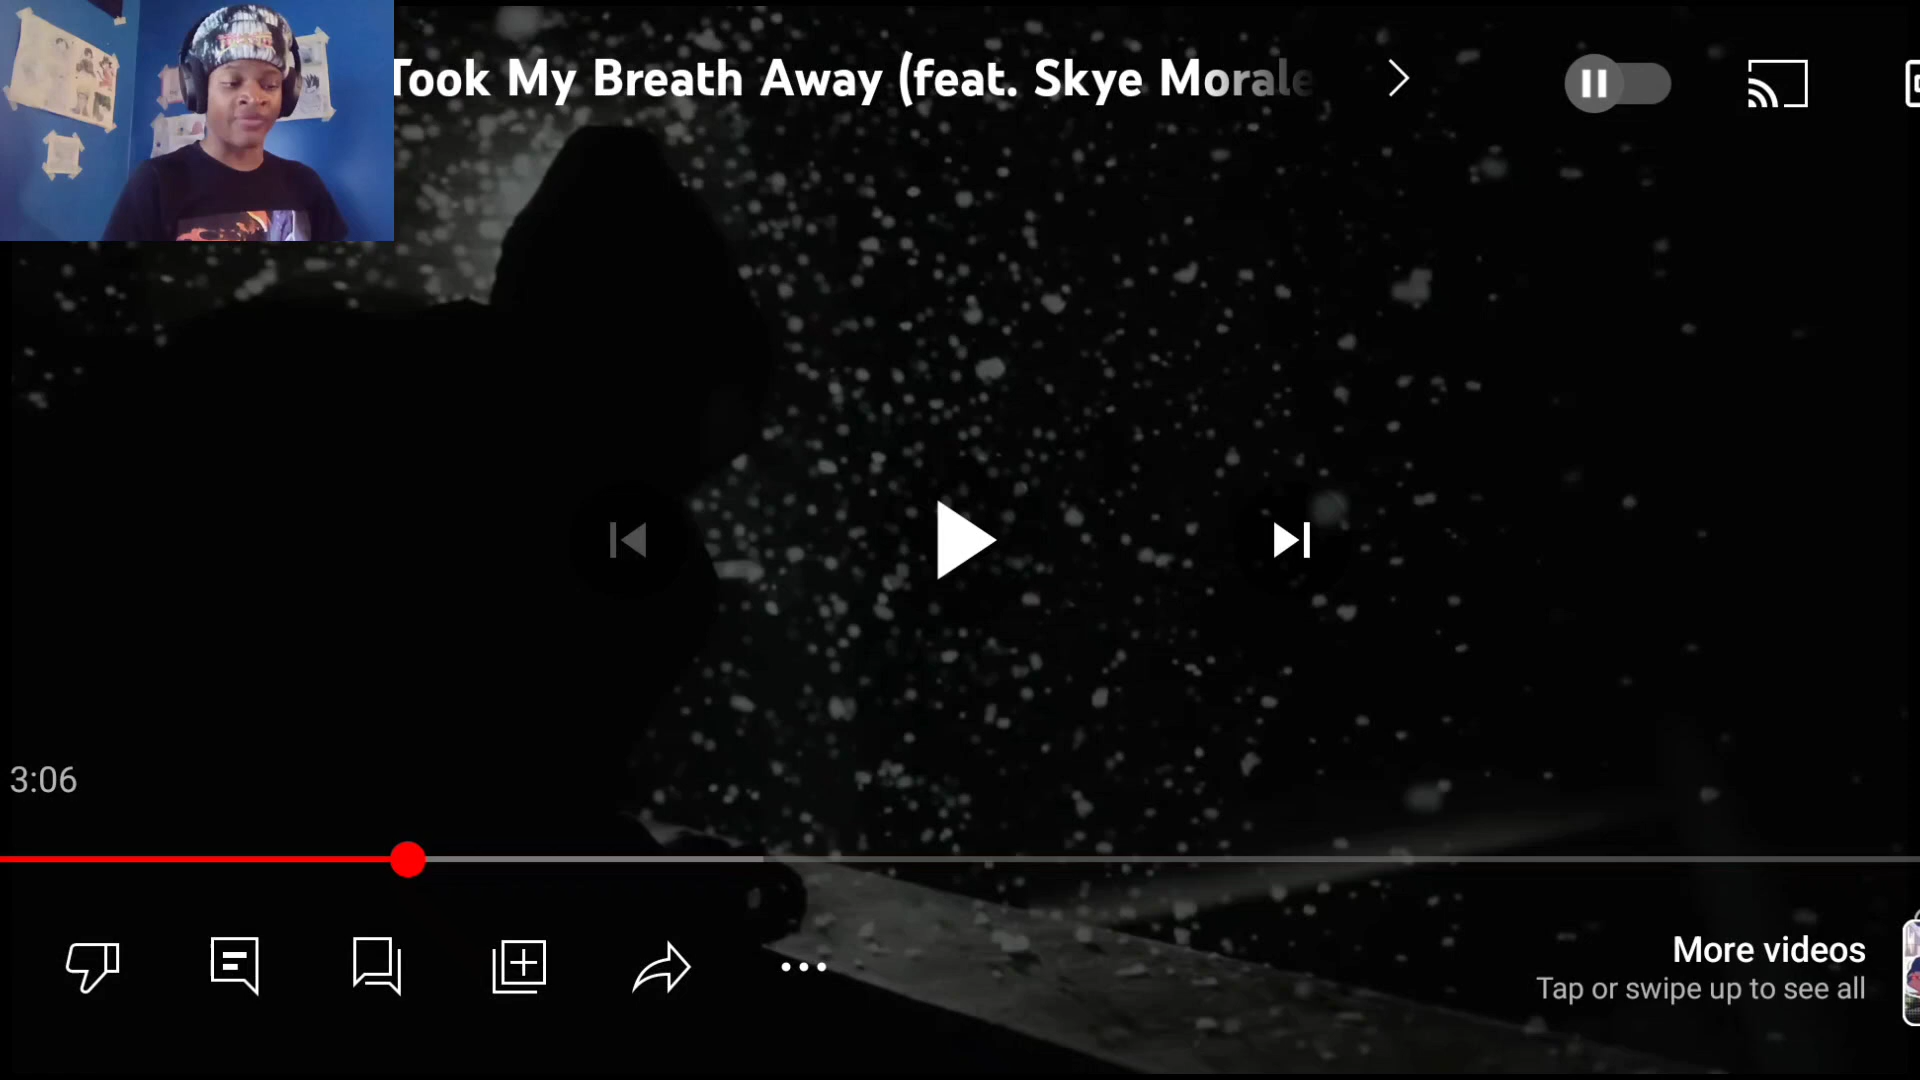 Took My Breath Away (feat. Skye Morale
3:06
More videos
Tap or swipe up to see all